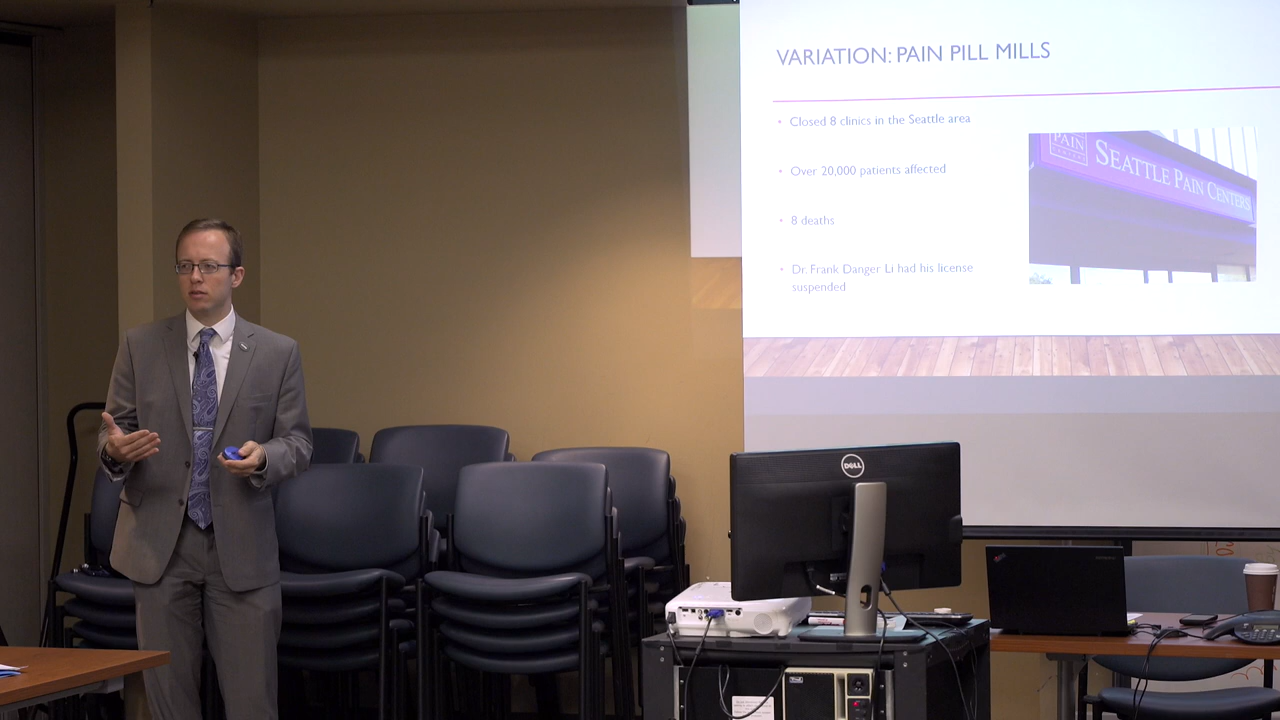 VARIATION: PAIN PILL MILLS
• Closed 8 clinics in the Seattle area
• Over 20,000 patients affected
• 8 deaths
• Dr. Frank Danger Li had his license
suspended
PAIN
SEATTLE PAIN CENTERS
DELL